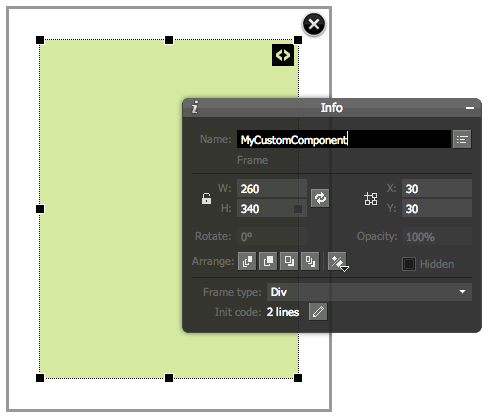 Info
Name: MyCustomComponent
Frame
W: 260 X: 30
H: 340 Y: 30
Rotate: 0° Opacity: 100%
Arrange: Hidden
Frame type: Div
Init code: 2 lines